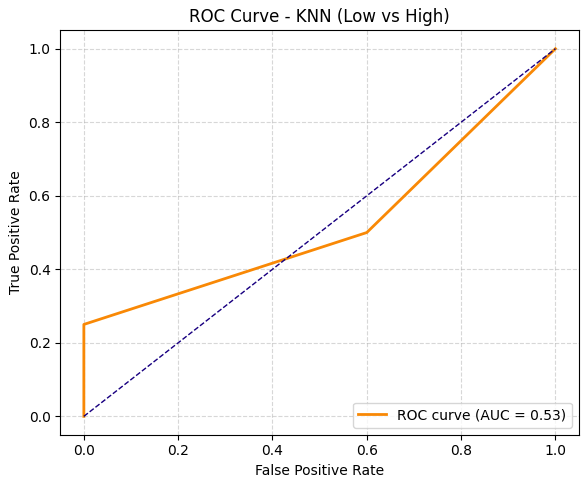 ROC Curve - KNN (Low vs High)
1.0
0.8
0.6
0.4
0.2
0.0
True Positive Rate
ROC curve (AUC = 0.53)
0.0 0.2 0.4 0.6 0.8 1.0
False Positive Rate